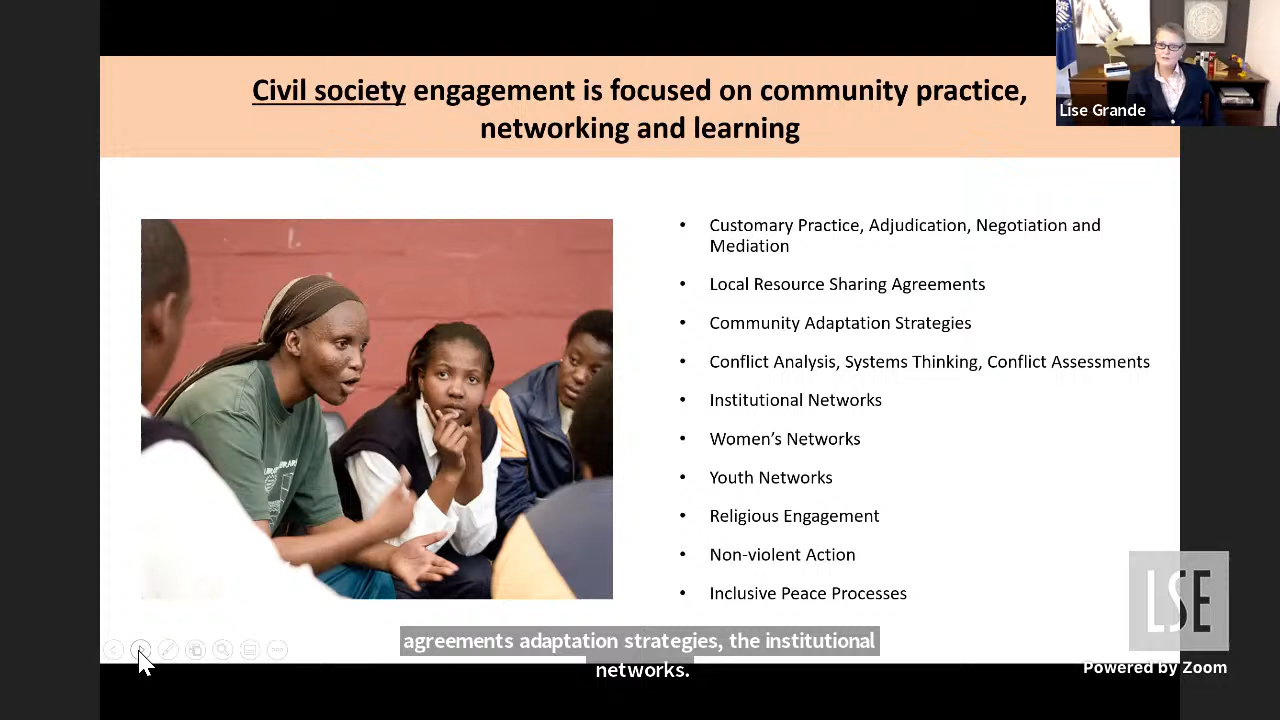 Civil society engagement is focused on community practice,
networking and learning
Lise Grande
• Customary Practice, Adjudication, Negotiation and
Mediation
• Local Resource Sharing Agreements
• Community Adaptation Strategies
• Conflict Analysis, Systems Thinking, Conflict Assessments
• Institutional Networks
• Women’s Networks
• Youth Networks
• Religious Engagement
• Non-violent Action
• Inclusive Peace Processes
LSE
agreements adaptation strategies, the institutional
networks.
Powered by Zoom